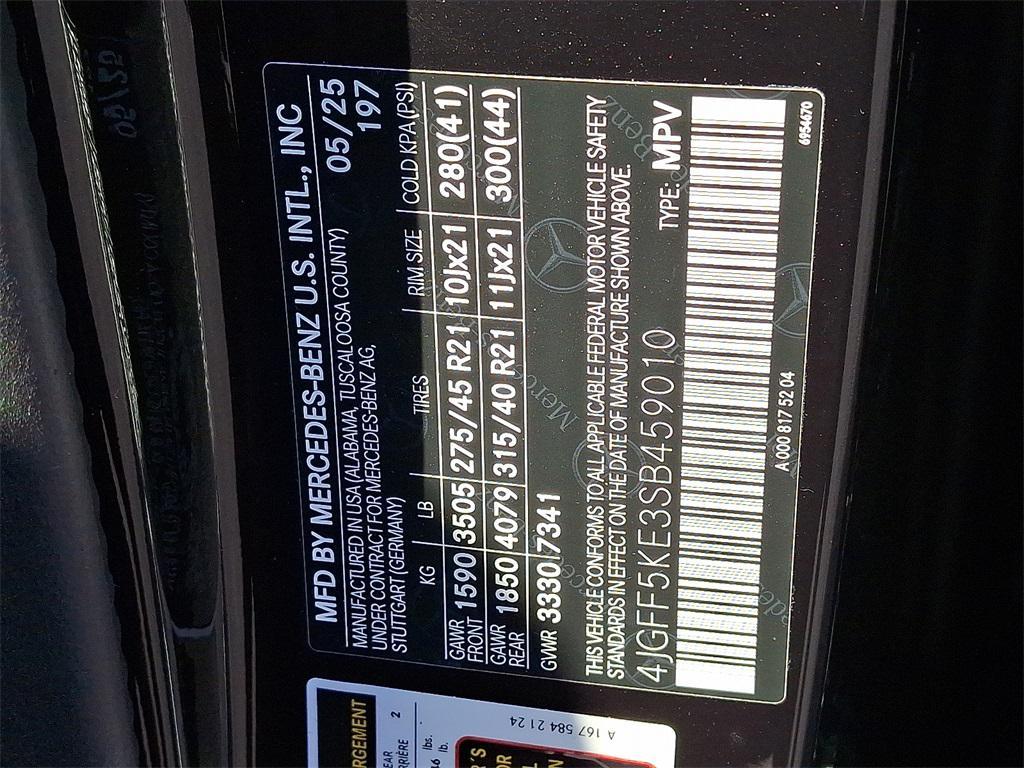 MFD BY MERCEDES-BENZ U.S. INTL., INC
MANUFACTURED IN USA (ALABAMA, TUSCALOOSA COUNTY) 05/25
UNDER CONTRACT FOR MERCEDES-BENZ AG, 197
STUTTGART (GERMANY)
KG LB TIRES RIM SIZE COLD KPA (PSI)
GAWR FRONT 1590 3505 275/45 R21 10Jx21 280(41)
GAWR REAR 1850 4079 315/40 R21 11Jx21 300(44)
GVWR 3330 7341
THIS VEHICLE CONFORMS TO ALL APPLICABLE FEDERAL MOTOR VEHICLE SAFETY
STANDARDS IN EFFECT ON THE DATE OF MANUFACTURE SHOWN ABOVE.
4JGFF5KE3SB459010 TYPE: MPV
A 000 817 52 04 6954670
2
lbs.
lb.
A 167 584 21 24